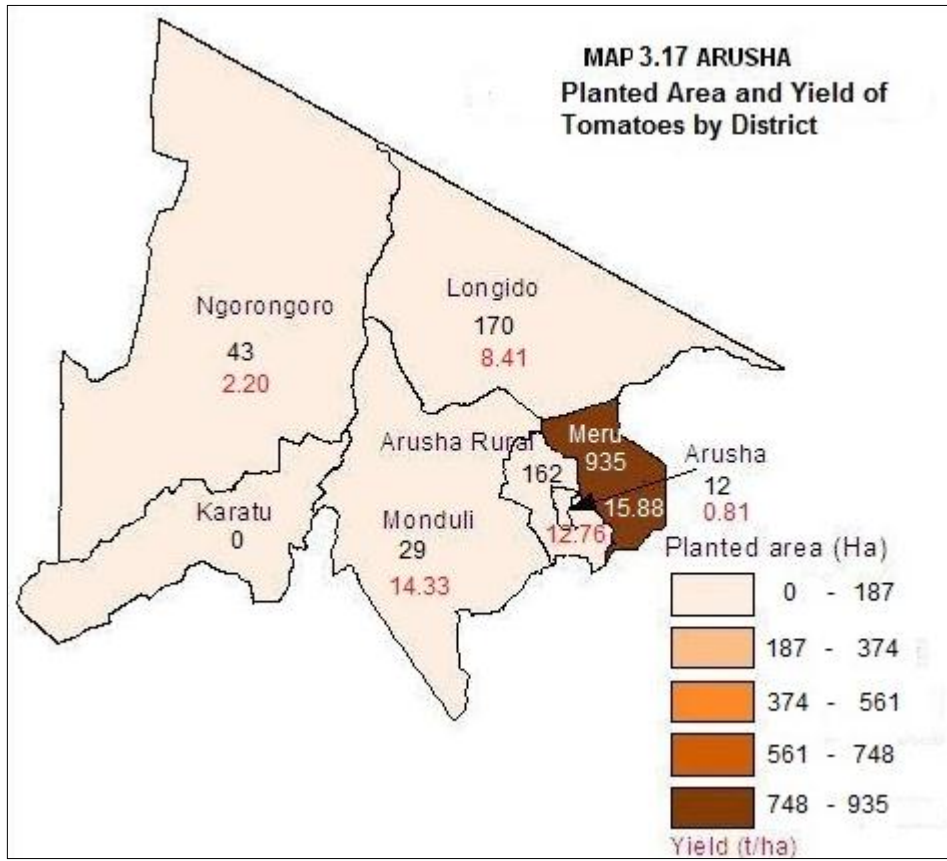 MAP 3.17 ARUSHA
Planted Area and Yield of
Tomatoes by District
Longido
170
8.41
Ngorongoro
43
2.20
Meru
935
15.88
Arusha Rural
162
12.76
Arusha
12
0.81
Karatu
0
Monduli
29
14.33
Planted area (Ha)
0 - 187
187 - 374
374 - 561
561 - 748
748 - 935
Yield (t/ha)